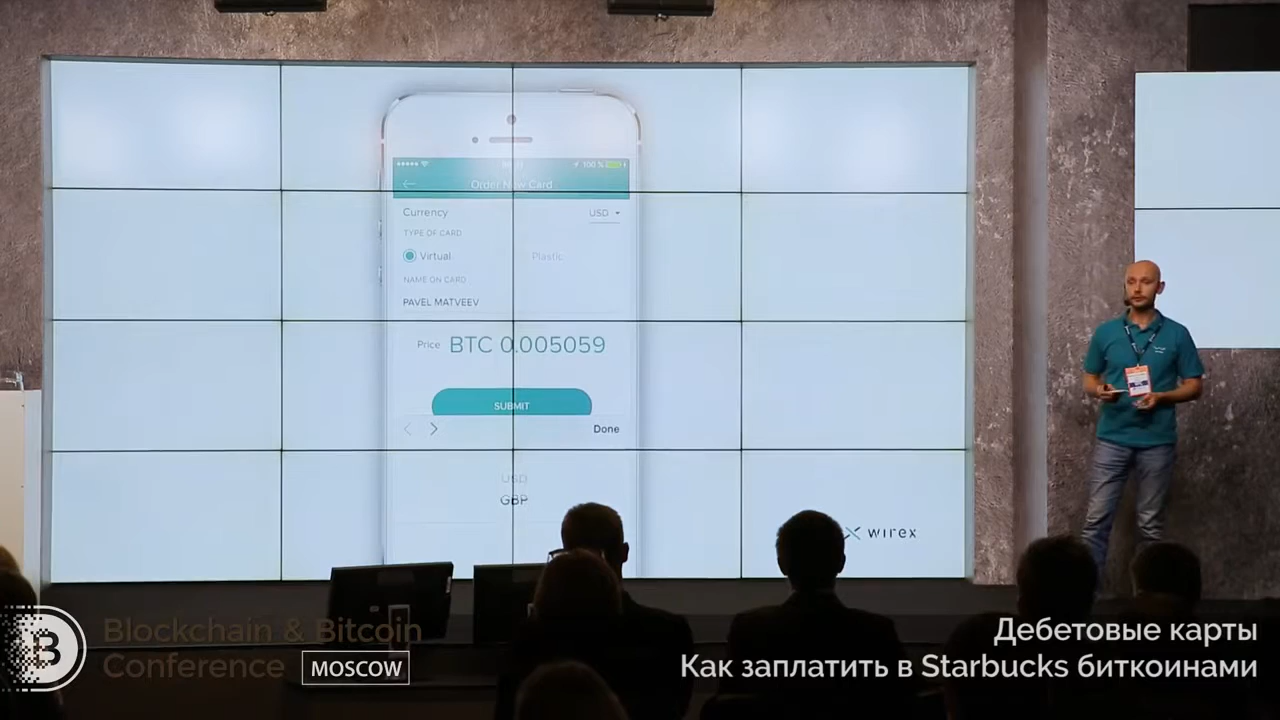 100 %
Order New Card
Currency
USD
TYPE OF CARD
Virtual
Plastic
NAME ON CARD
PAVEL MATVEEV
Price BTC 0.005059
SUBMIT
Done
USD
GBP
wirex
Blockchain & Bitcoin
Conference MOSCOW
Дебетовые карты
Как заплатить в Starbucks биткоинами